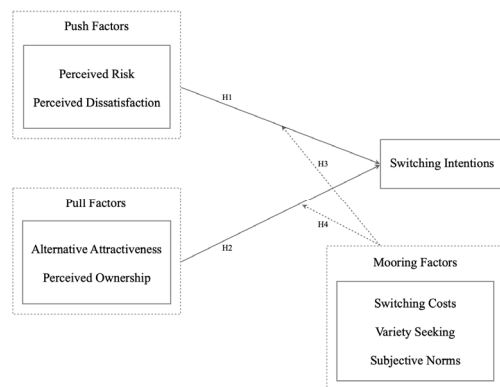 Push Factors
Perceived Risk
Perceived Dissatisfaction
H1
H3
Switching Intentions
Pull Factors
Alternative Attractiveness
Perceived Ownership
H2
H4
Mooring Factors
Switching Costs
Variety Seeking
Subjective Norms